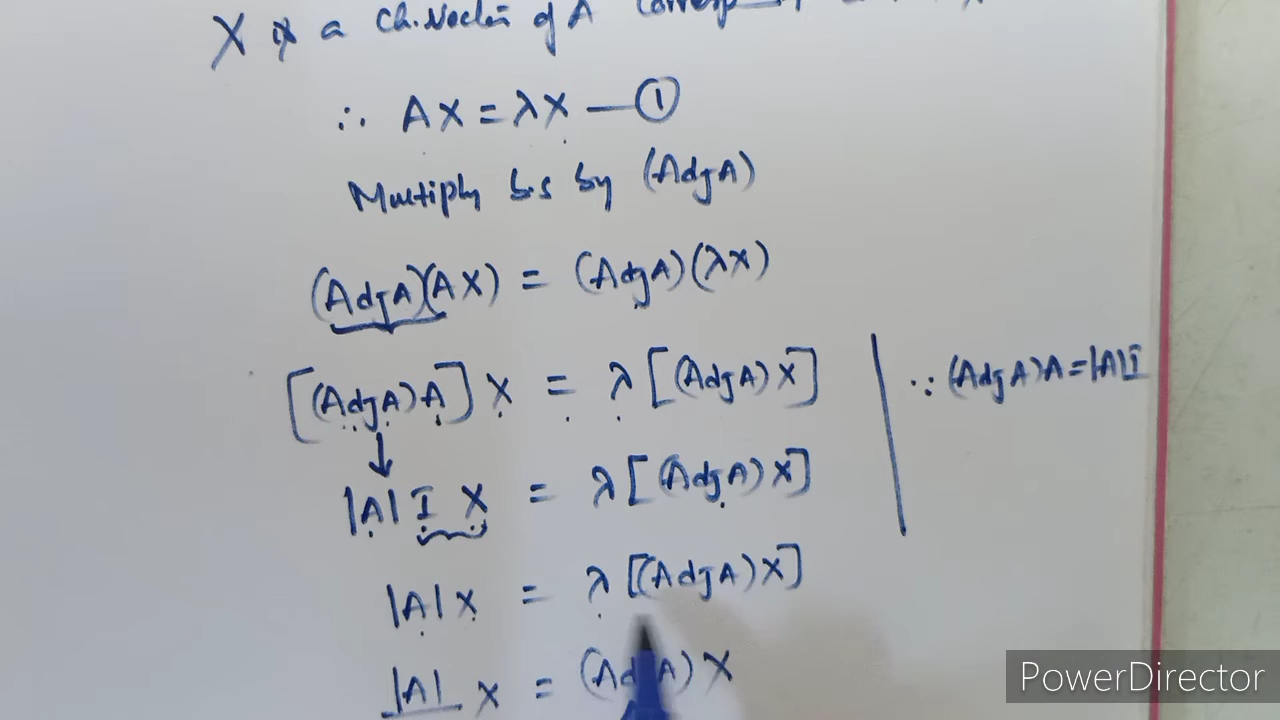 X is a Ch. Vector of A
∴ AX = λX — ①
Multiply b.s by (AdjA)
(AdjA)(AX) = (AdjA)(λX)
[(AdjA)A] X = λ[(AdjA)X]
∵ (AdjA)A = |A|I
|A| I X = λ[(AdjA)X]
|A| X = λ[(AdjA)X]
|A| X = (AdjA) X
PowerDirector